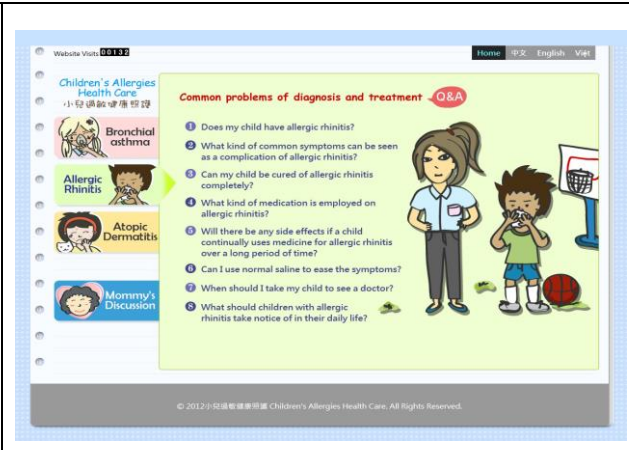 Website Visits 00132
Home 中文 English Việt
Children's Allergies
Health Care
小兒過敏健康照護
Bronchial
asthma
Allergic
Rhinitis
Atopic
Dermatitis
Mommy's
Discussion
Common problems of diagnosis and treatment Q&A
1 Does my child have allergic rhinitis?
2 What kind of common symptoms can be seen
as a complication of allergic rhinitis?
3 Can my child be cured of allergic rhinitis
completely?
4 What kind of medication is employed on
allergic rhinitis?
5 Will there be any side effects if a child
continually uses medicine for allergic rhinitis
over a long period of time?
6 Can I use normal saline to ease the symptoms?
7 When should I take my child to see a doctor?
8 What should children with allergic
rhinitis take notice of in their daily life?
© 2012小兒過敏健康照護 Children's Allergies Health Care. All Rights Reserved.